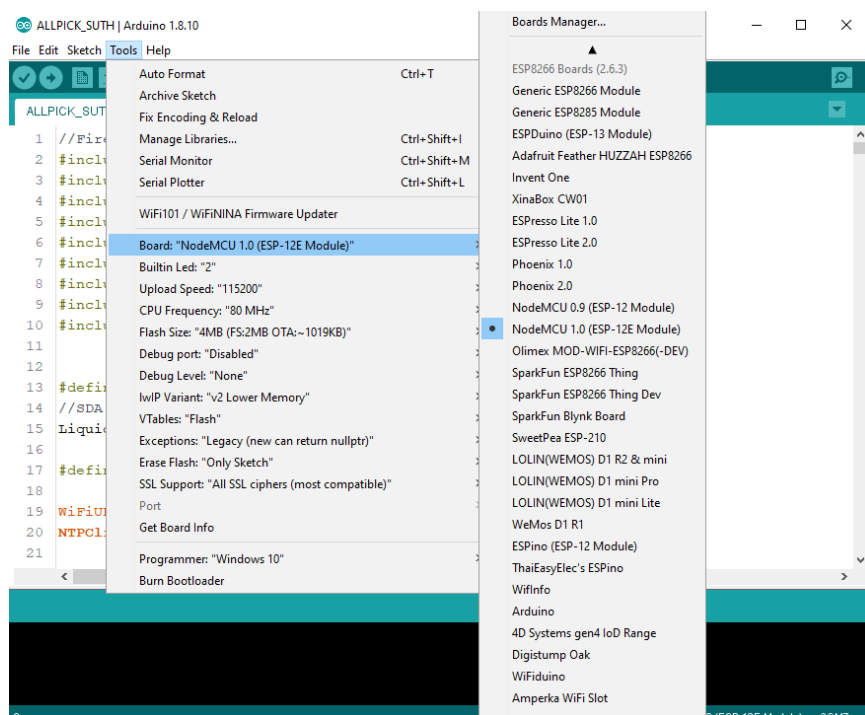 ALLPICK_SUTH | Arduino 1.8.10
File Edit Sketch Tools Help
ALLPICK_SUT
1 //Fire
2 #inclu
3 #inclu
4 #inclu
5 #inclu
6 #inclu
7 #inclu
8 #inclu
9 #inclu
10 #inclu
11
12
13 #defin
14 //SDA
15 Liquid
16
17 #defin
18
19 WiFiUD
20 NTPCl
21
Auto Format Ctrl+T
Archive Sketch
Fix Encoding & Reload
Manage Libraries... Ctrl+Shift+I
Serial Monitor Ctrl+Shift+M
Serial Plotter Ctrl+Shift+L
WiFi101 / WiFiNINA Firmware Updater
Board: "NodeMCU 1.0 (ESP-12E Module)"
Builtin Led: "2"
Upload Speed: "115200"
CPU Frequency: "80 MHz"
Flash Size: "4MB (FS:2MB OTA:~1019KB)"
Debug port: "Disabled"
Debug Level: "None"
IwIP Variant: "v2 Lower Memory"
VTables: "Flash"
Exceptions: "Legacy (new can return nullptr)"
Erase Flash: "Only Sketch"
SSL Support: "All SSL ciphers (most compatible)"
Port
Get Board Info
Programmer: "Windows 10"
Burn Bootloader
Boards Manager...
ESP8266 Boards (2.6.3)
Generic ESP8266 Module
Generic ESP8285 Module
ESPDuino (ESP-13 Module)
Adafruit Feather HUZZAH ESP8266
Invent One
XinaBox CW01
ESPresso Lite 1.0
ESPresso Lite 2.0
Phoenix 1.0
Phoenix 2.0
NodeMCU 0.9 (ESP-12 Module)
NodeMCU 1.0 (ESP-12E Module)
Olimex MOD-WIFI-ESP8266(-DEV)
SparkFun ESP8266 Thing
SparkFun ESP8266 Thing Dev
SparkFun Blynk Board
SweetPea ESP-210
LOLIN(WEMOS) D1 R2 & mini
LOLIN(WEMOS) D1 mini Pro
LOLIN(WEMOS) D1 mini Lite
WeMos D1 R1
ESPino (ESP-12 Module)
ThaiEasyElec's ESPino
WifInfo
Arduino
4D Systems gen4 IoD Range
Digistump Oak
WiFiduino
Amperka WiFi Slot